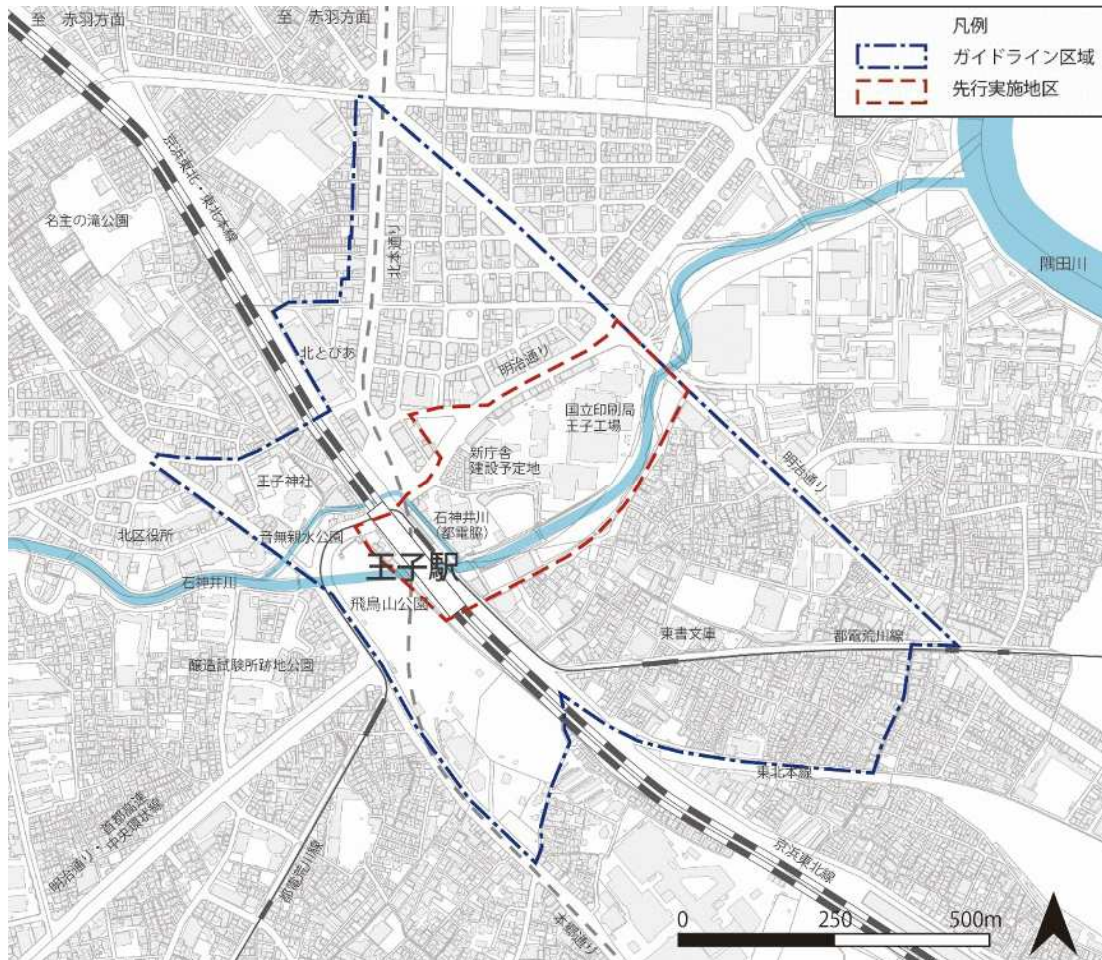 至 赤羽方面
至 赤羽方面
凡例
ガイドライン区域
先行実施地区
京浜東北・東北本線
名主の滝公園
北本通り
隅田川
北とぴあ
明治通り
国立印刷局
王子工場
新庁舎
建設予定地
明治通り
王子神社
石神井川
(都電脇)
北区役所
音無親水公園
王子駅
石神井川
飛鳥山公園
東書文庫
都電荒川線
醸造試験所跡地公園
東北本線
首都高速
明治通り・中央環状線
都電荒川線
京浜東北線
本郷通り
0
250
500m